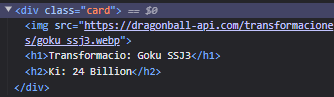 <div class="card"> == $0
<img src="https://dragonball-api.com/transformacione
s/goku_ssj3.webp">
<h1>Transformacio: Goku SSJ3</h1>
<h2>Ki: 24 Billion</h2>
</div>